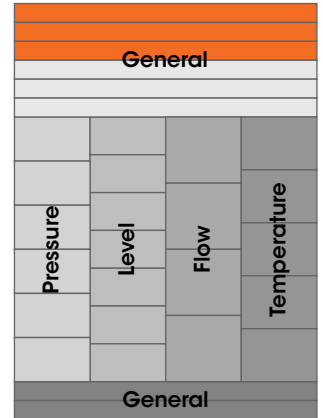 General
Pressure
Level
Flow
Temperature
General